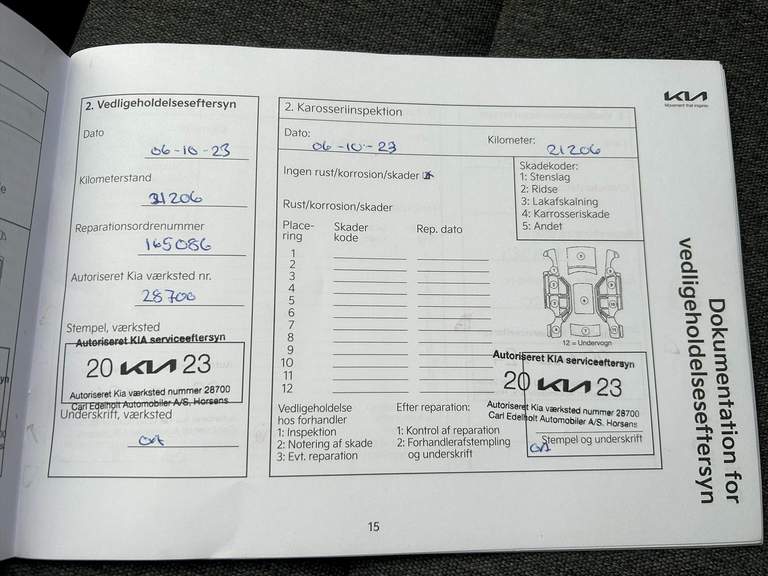 KIA
Movement that inspires
Dokumentation for
vedligeholdelseseftersyn
2. Vedligeholdelseseftersyn
Dato
06-10-23
Kilometerstand
21206
Reparationsordrenummer
165086
Autoriseret Kia værksted nr.
28700
Stempel, værksted
Autoriseret KIA serviceeftersyn
20 KIA 23
Autoriseret Kia værksted nummer 28700
Carl Edelholt Automobiler A/S, Horsens
Underskrift, værksted
2. Karosseriinspektion
Dato:
06-10-23
Kilometer:
21206
Ingen rust/korrosion/skader
Skadekoder:
1: Stenslag
2: Ridse
3: Lakafskalning
4: Karrosseriskade
5: Andet
Rust/korrosion/skader
Place-
ring
Skader
kode
Rep. dato
1
2
3
4
5
6
7
8
9
10
11
12
12 = Undervogn
Vedligeholdelse
hos forhandler
1: Inspektion
2: Notering af skade
3: Evt. reparation
Efter reparation:
1: Kontrol af reparation
2: Forhandlerafstempling
og underskrift
Autoriseret KIA serviceeftersyn
20 KIA 23
Autoriseret Kia værksted nummer 28700
Carl Edelholt Automobiler A/S, Horsens
Stempel og underskrift
15